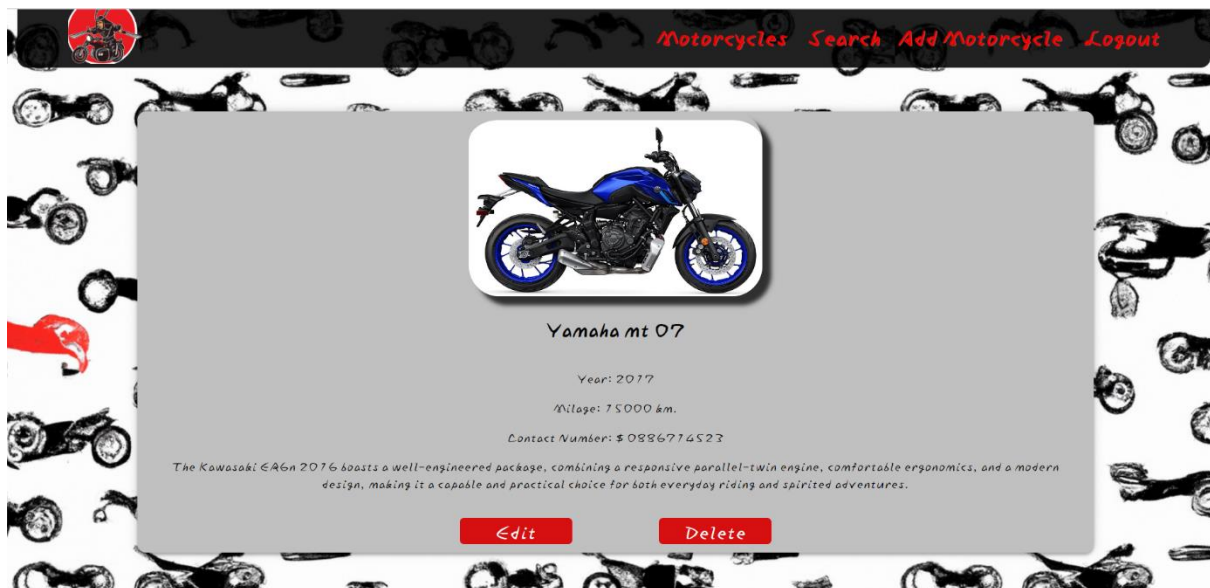 Motorcycles Search Add Motorcycle Logout
Yamaha mt 07
Year: 2017
Milage: 15000 km.
Contact Number: $ 0886714523
The Kawasaki ER6n 2016 boasts a well-engineered package, combining a responsive parallel-twin engine, comfortable ergonomics, and a modern
design, making it a capable and practical choice for both everyday riding and spirited adventures.
Edit Delete